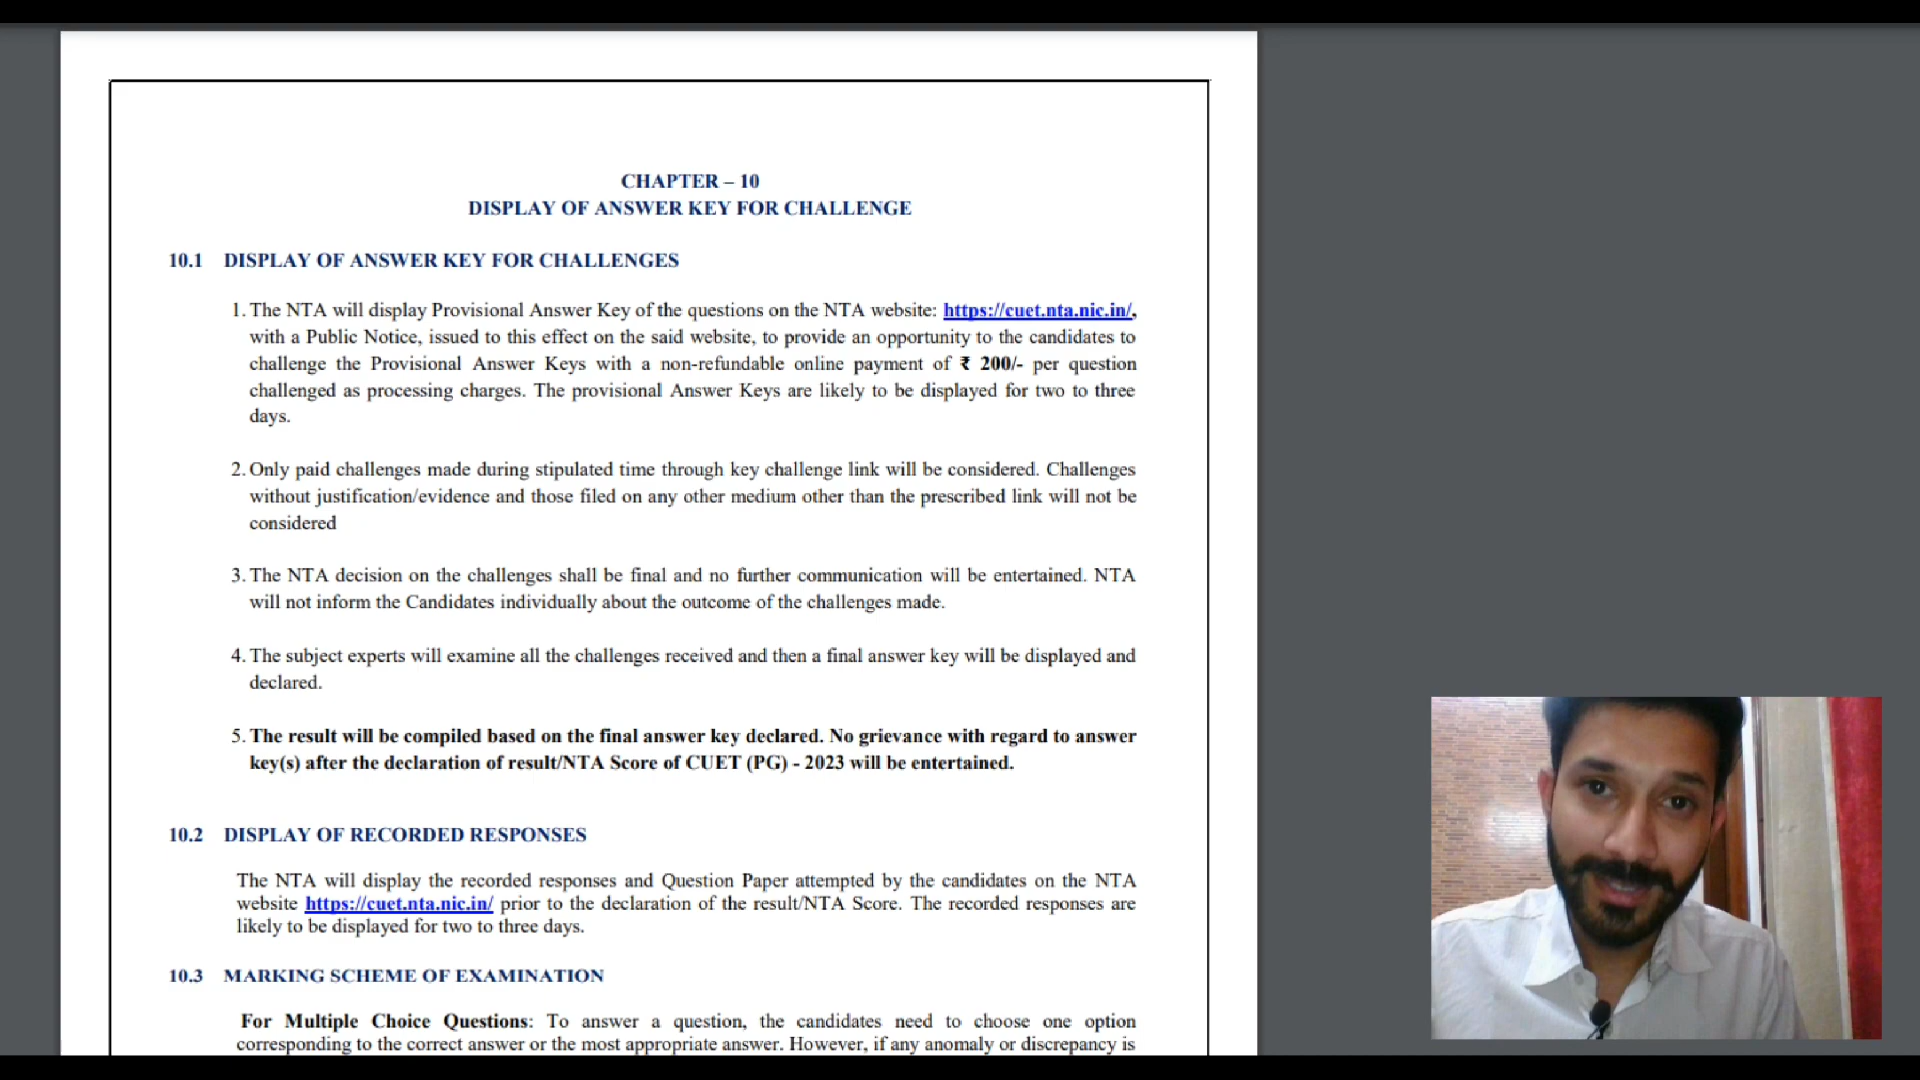 CHAPTER – 10
DISPLAY OF ANSWER KEY FOR CHALLENGE
10.1 DISPLAY OF ANSWER KEY FOR CHALLENGES
1. The NTA will display Provisional Answer Key of the questions on the NTA website: https://cuet.nta.nic.in/,
with a Public Notice, issued to this effect on the said website, to provide an opportunity to the candidates to
challenge the Provisional Answer Keys with a non-refundable online payment of ₹ 200/- per question
challenged as processing charges. The provisional Answer Keys are likely to be displayed for two to three
days.
2. Only paid challenges made during stipulated time through key challenge link will be considered. Challenges
without justification/evidence and those filed on any other medium other than the prescribed link will not be
considered
3. The NTA decision on the challenges shall be final and no further communication will be entertained. NTA
will not inform the Candidates individually about the outcome of the challenges made.
4. The subject experts will examine all the challenges received and then a final answer key will be displayed and
declared.
5. The result will be compiled based on the final answer key declared. No grievance with regard to answer
key(s) after the declaration of result/NTA Score of CUET (PG) - 2023 will be entertained.
10.2 DISPLAY OF RECORDED RESPONSES
The NTA will display the recorded responses and Question Paper attempted by the candidates on the NTA
website https://cuet.nta.nic.in/ prior to the declaration of the result/NTA Score. The recorded responses are
likely to be displayed for two to three days.
10.3 MARKING SCHEME OF EXAMINATION
For Multiple Choice Questions: To answer a question, the candidates need to choose one option
corresponding to the correct answer or the most appropriate answer. However, if any anomaly or discrepancy is